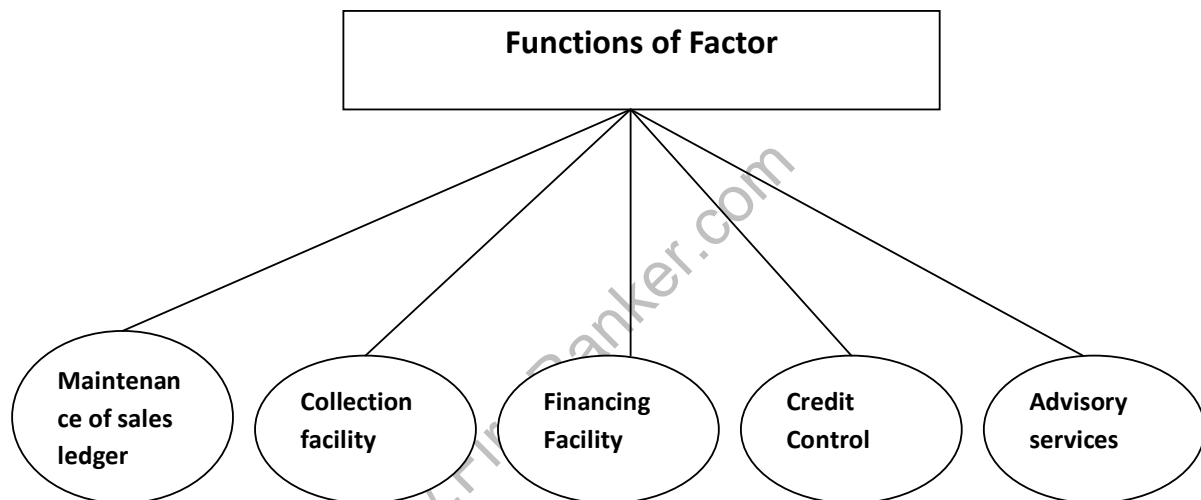 Functions of Factor
Maintenan
ce of sales
ledger
Collection
facility
Financing
Facility
Credit
Control
Advisory
services